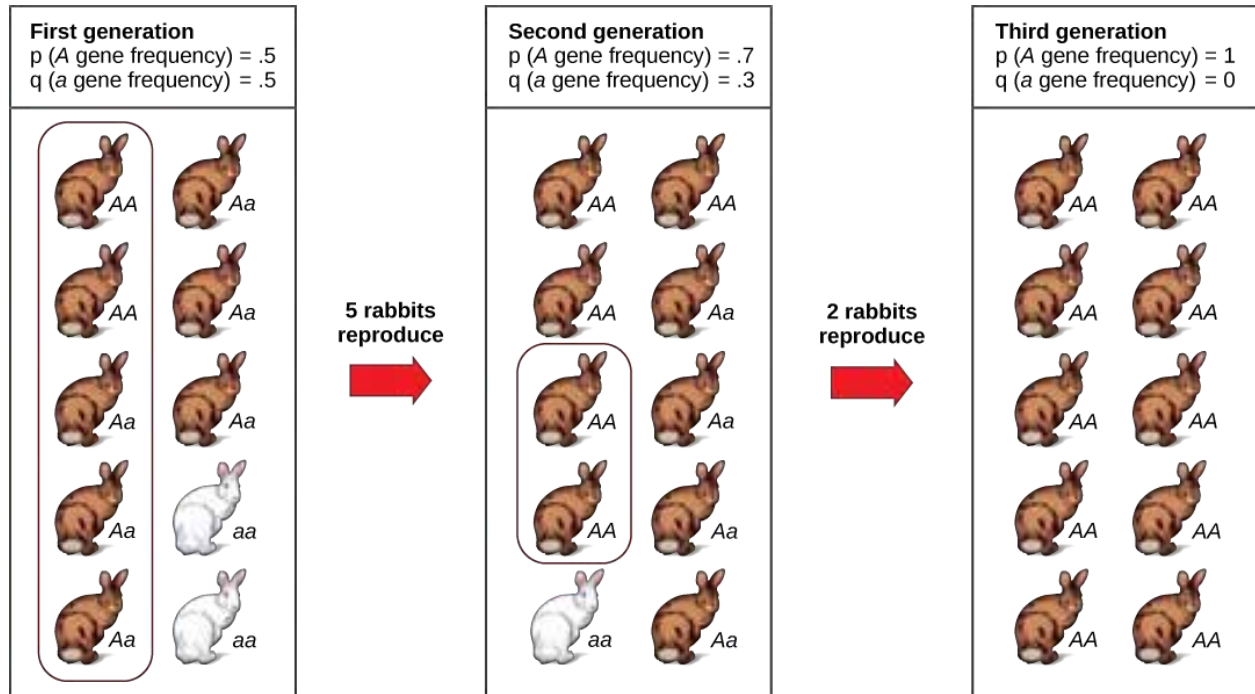 First generation
p (A gene frequency) = .5
q (a gene frequency) = .5
AA
Aa
AA
Aa
Aa
Aa
Aa
aa
Aa
aa
5 rabbits
reproduce
Second generation
p (A gene frequency) = .7
q (a gene frequency) = .3
AA
AA
AA
Aa
AA
Aa
AA
Aa
aa
Aa
2 rabbits
reproduce
Third generation
p (A gene frequency) = 1
q (a gene frequency) = 0
AA
AA
AA
AA
AA
AA
AA
AA
AA
AA